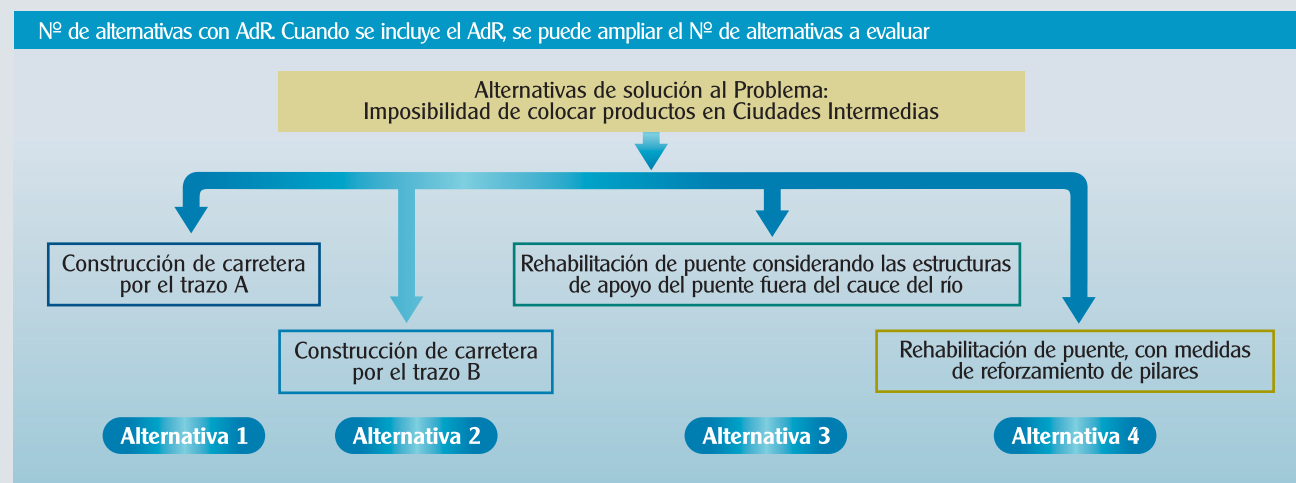 Nº de alternativas con AdR. Cuando se incluye el AdR, se puede ampliar el Nº de alternativas a evaluar
Alternativas de solución al Problema:
Imposibilidad de colocar productos en Ciudades Intermedias
Construcción de carretera
por el trazo A
Construcción de carretera
por el trazo B
Rehabilitación de puente considerando las estructuras
de apoyo del puente fuera del cauce del río
Rehabilitación de puente, con medidas
de reforzamiento de pilares
Alternativa 1
Alternativa 2
Alternativa 3
Alternativa 4